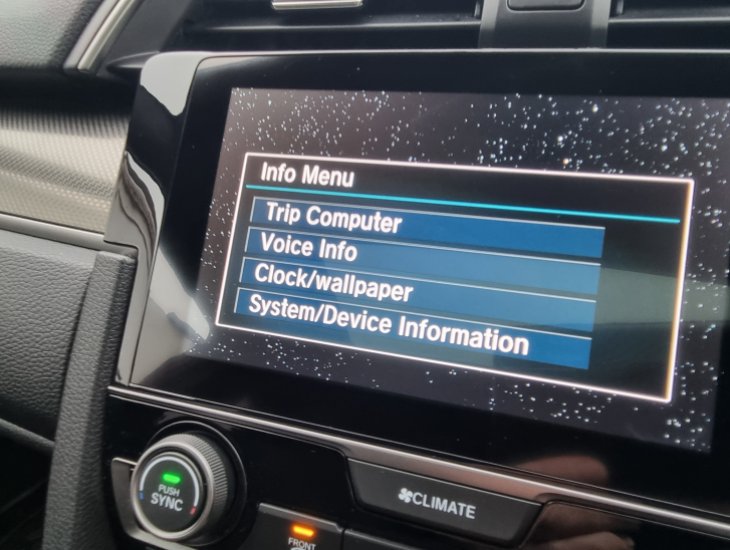 Info Menu
Trip Computer
Voice Info
Clock/wallpaper
System/Device Information
PUSH
SYNC
CLIMATE
FRONT